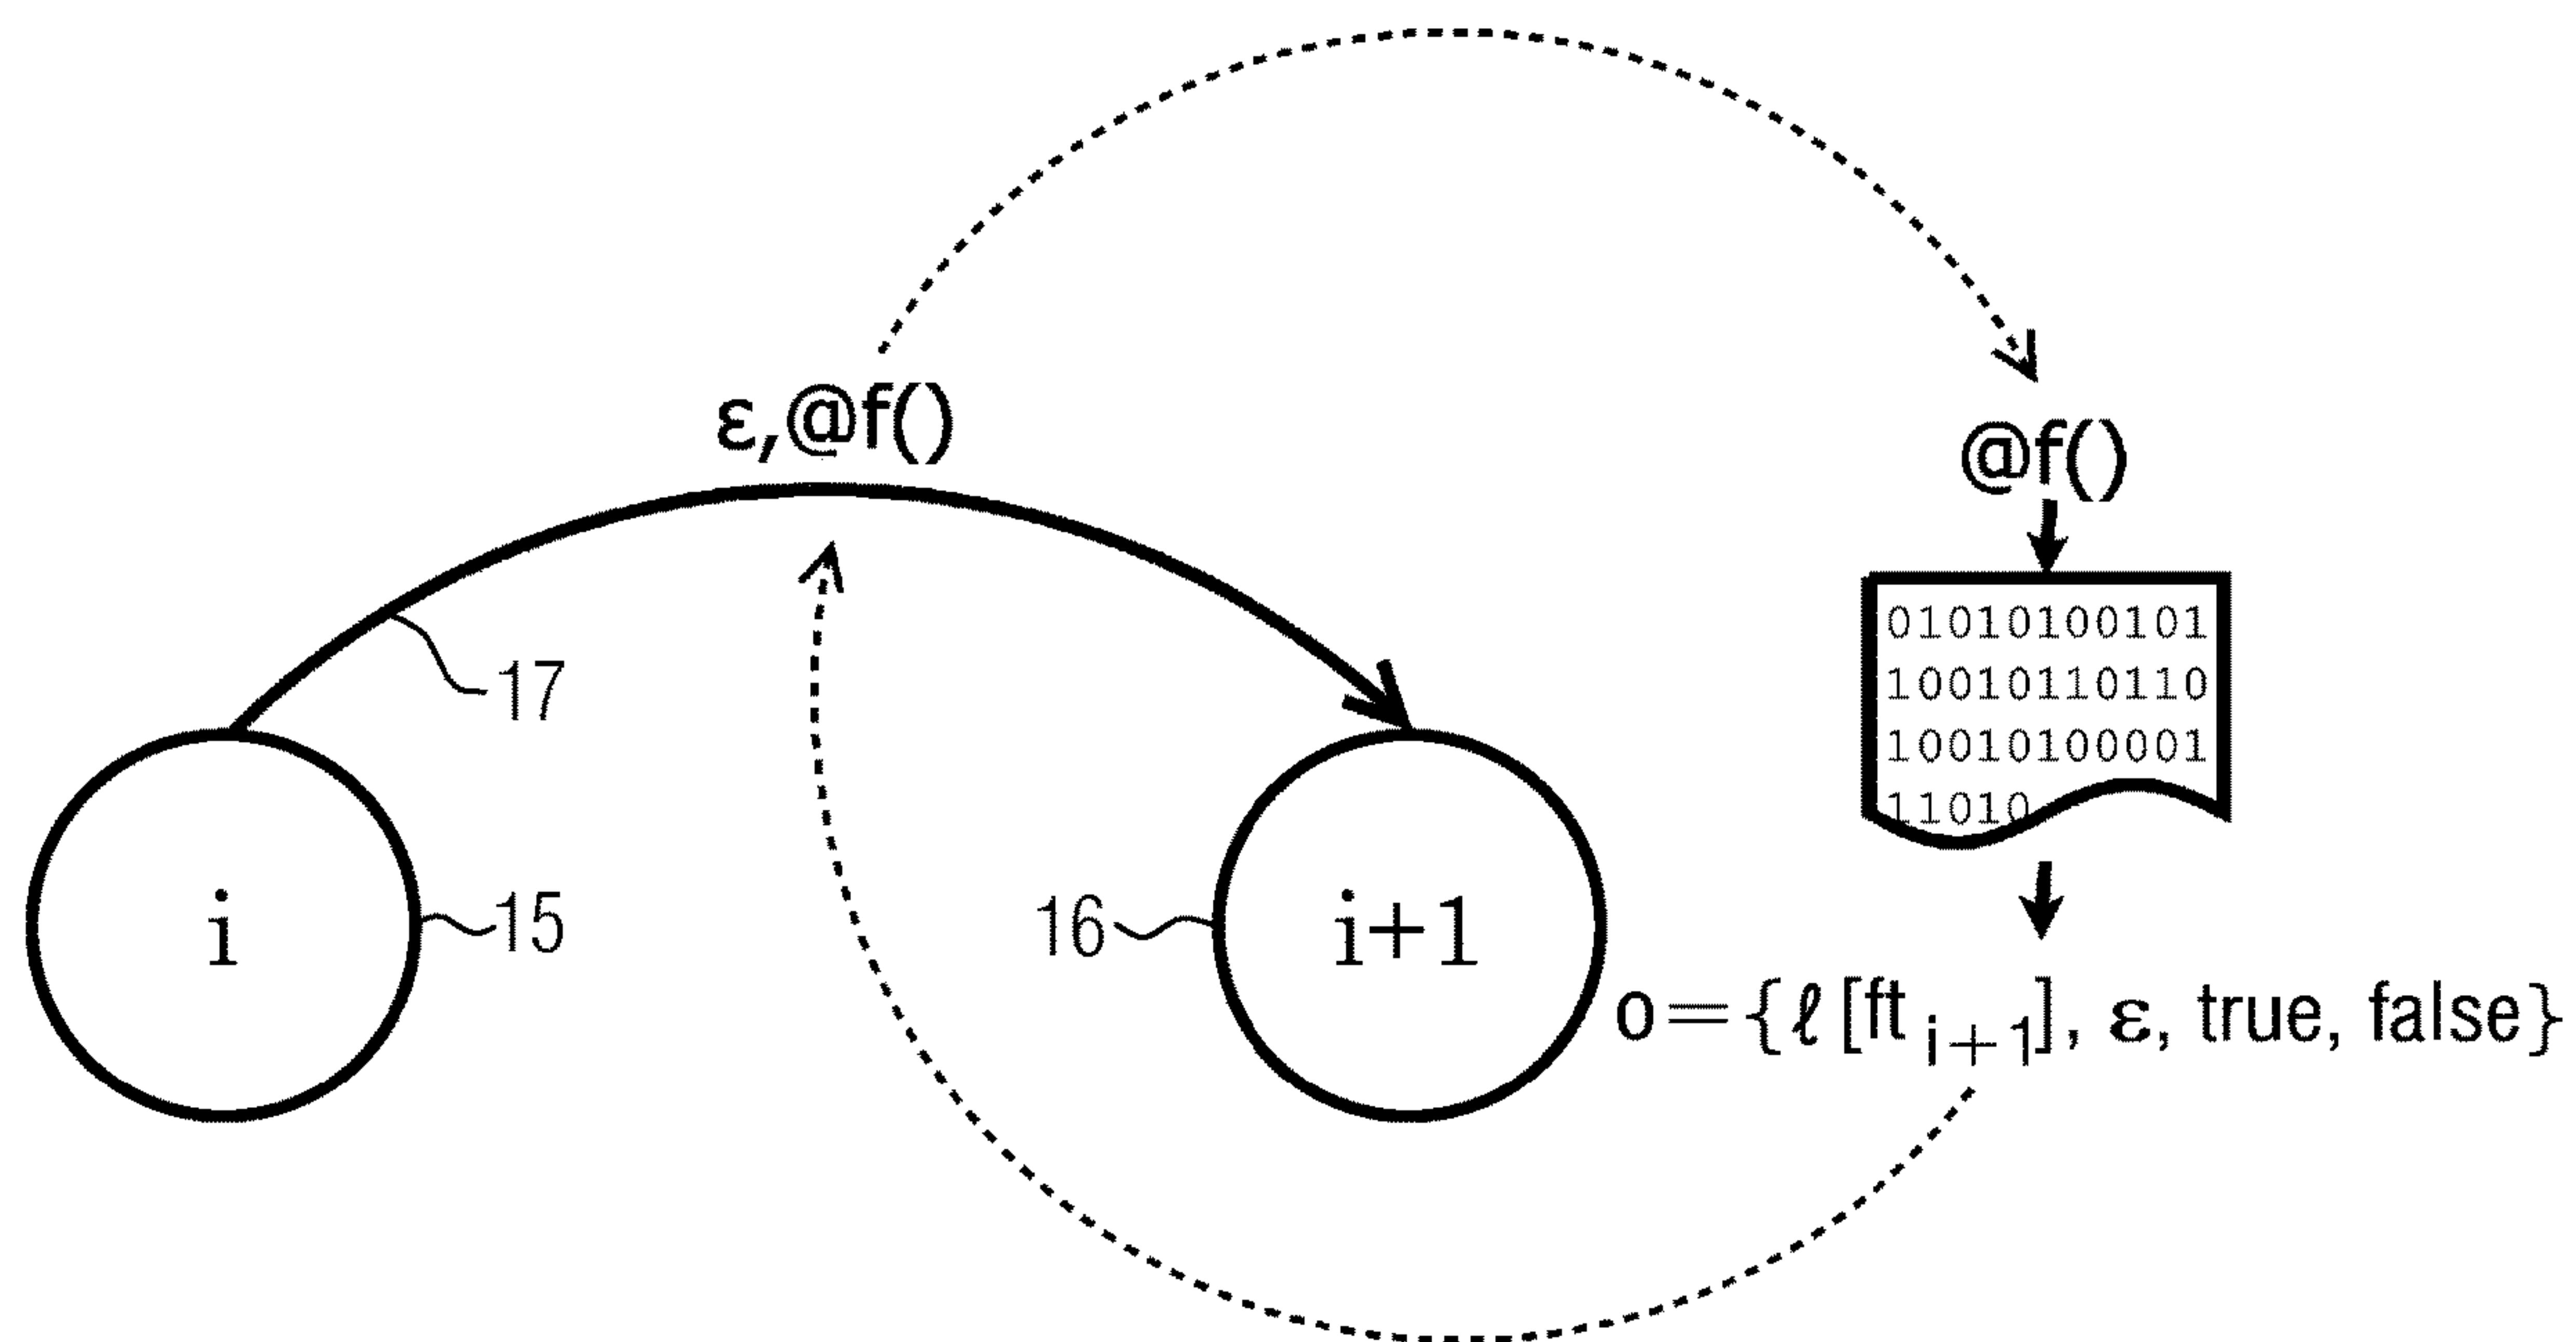 ε,@f()
@f()
01010100101
10010110110
10010100001
11010
17
i
15
16
i+1
o={ℓ[ft i+1], ε, true, false}